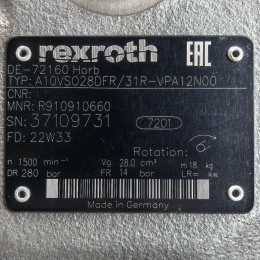 rexroth EAC
DE-72160 Horb
TYP: A10VSO28DFR/31R-VPA12N00
CNR:
MNR: R910910660
SN: 37109731 7201
FD: 22W33
Rotation:
n 1500 min⁻¹ Vg 28,0 cm³ m 18 kg
DR 280 bar FR 14 bar LR= kW
Made in Germany